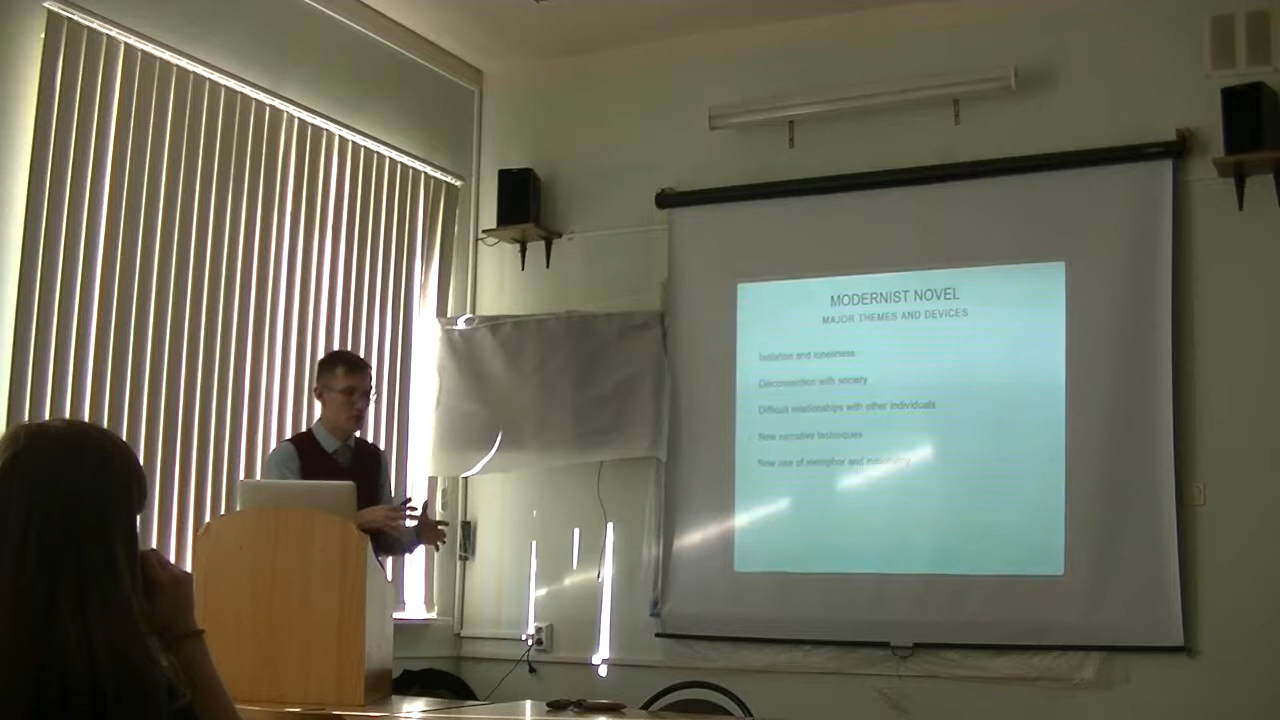 MODERNIST NOVEL
MAJOR THEMES AND DEVICES
Isolation and loneliness
Disconnection with society
Difficult relationships with other individuals
New narrative techniques
New use of metaphor and